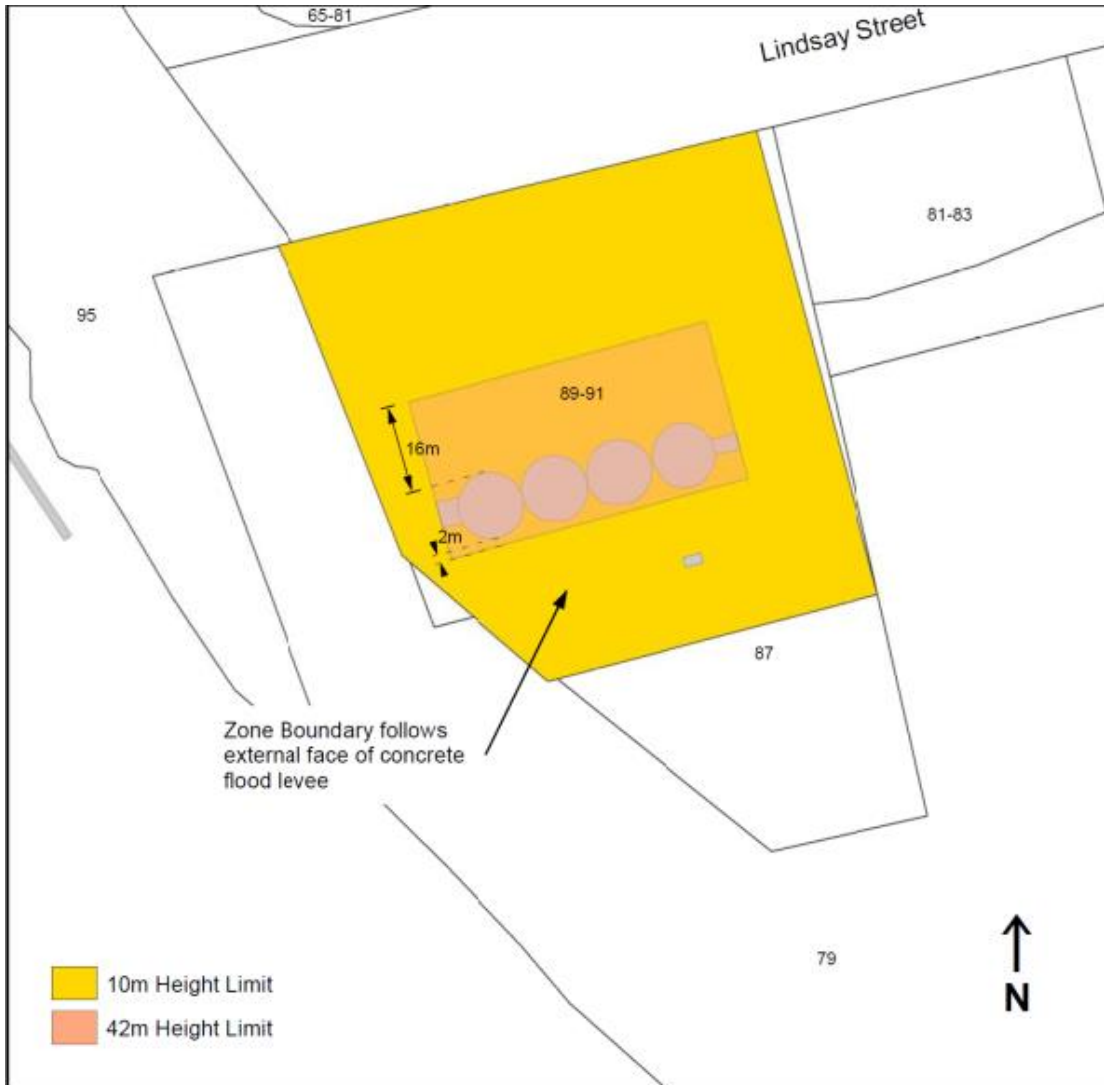 65-81
Lindsay Street
81-83
95
89-91
16m
2m
87
Zone Boundary follows
external face of concrete
flood levee
79
10m Height Limit
42m Height Limit
N